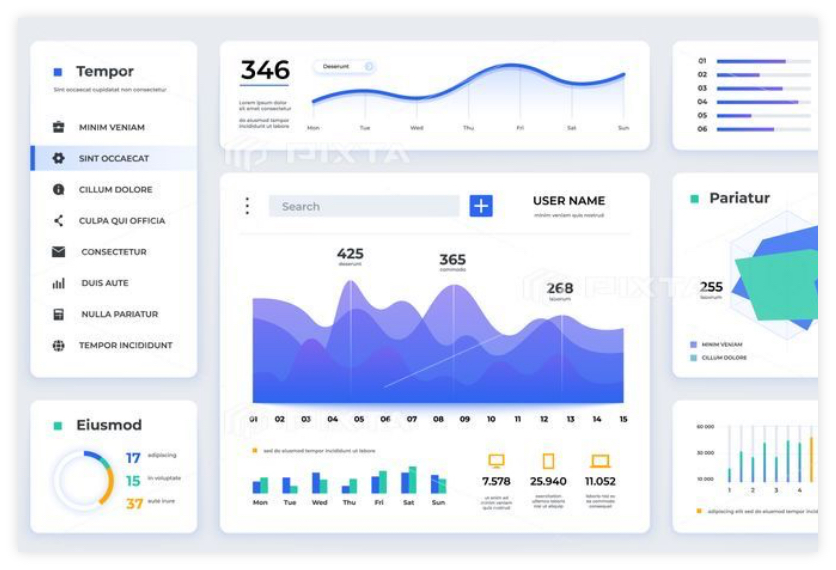 Tempor
Sint occaecat cupidatat non consectetur
MINIM VENIAM
SINT OCCAECAT
CILLUM DOLORE
CULPA QUI OFFICIA
CONSECTETUR
DUIS AUTE
NULLA PARIATUR
TEMPOR INCIDIDUNT
Eiusmod
17 adipiscing
15 in voluptate
37 aute irure
346
Deserunt
Lorem ipsum dolor
sit amet consectetur
do eiusmod tempor
incididunt ut labore
Mon Tue Wed Thu Fri Sat Sun
PIXTA
Search
USER NAME
minim veniam quis nostrud
425
deserunt
365
commodo
268
laborum
PIXTA
01 02 03 04 05 06 07 08 09 10 11 12 13 14 15
sed do eiusmod tempor incididunt ut labore
Mon Tue Wed Thu Fri Sat Sun
7.578
ut enim ad
minim veniam
quis nostrud
25.940
exercitation
ullamco laboris
nisi ut aliquip
11.052
laboris nisi ex
ea commodo
consequat
01
02
03
04
05
06
Pariatur
255
laborum
MINIM VENIAM
CILLUM DOLORE
60 000
30 000
10 000
1 2 3 4
adipiscing elit sed do eiusmod tempor